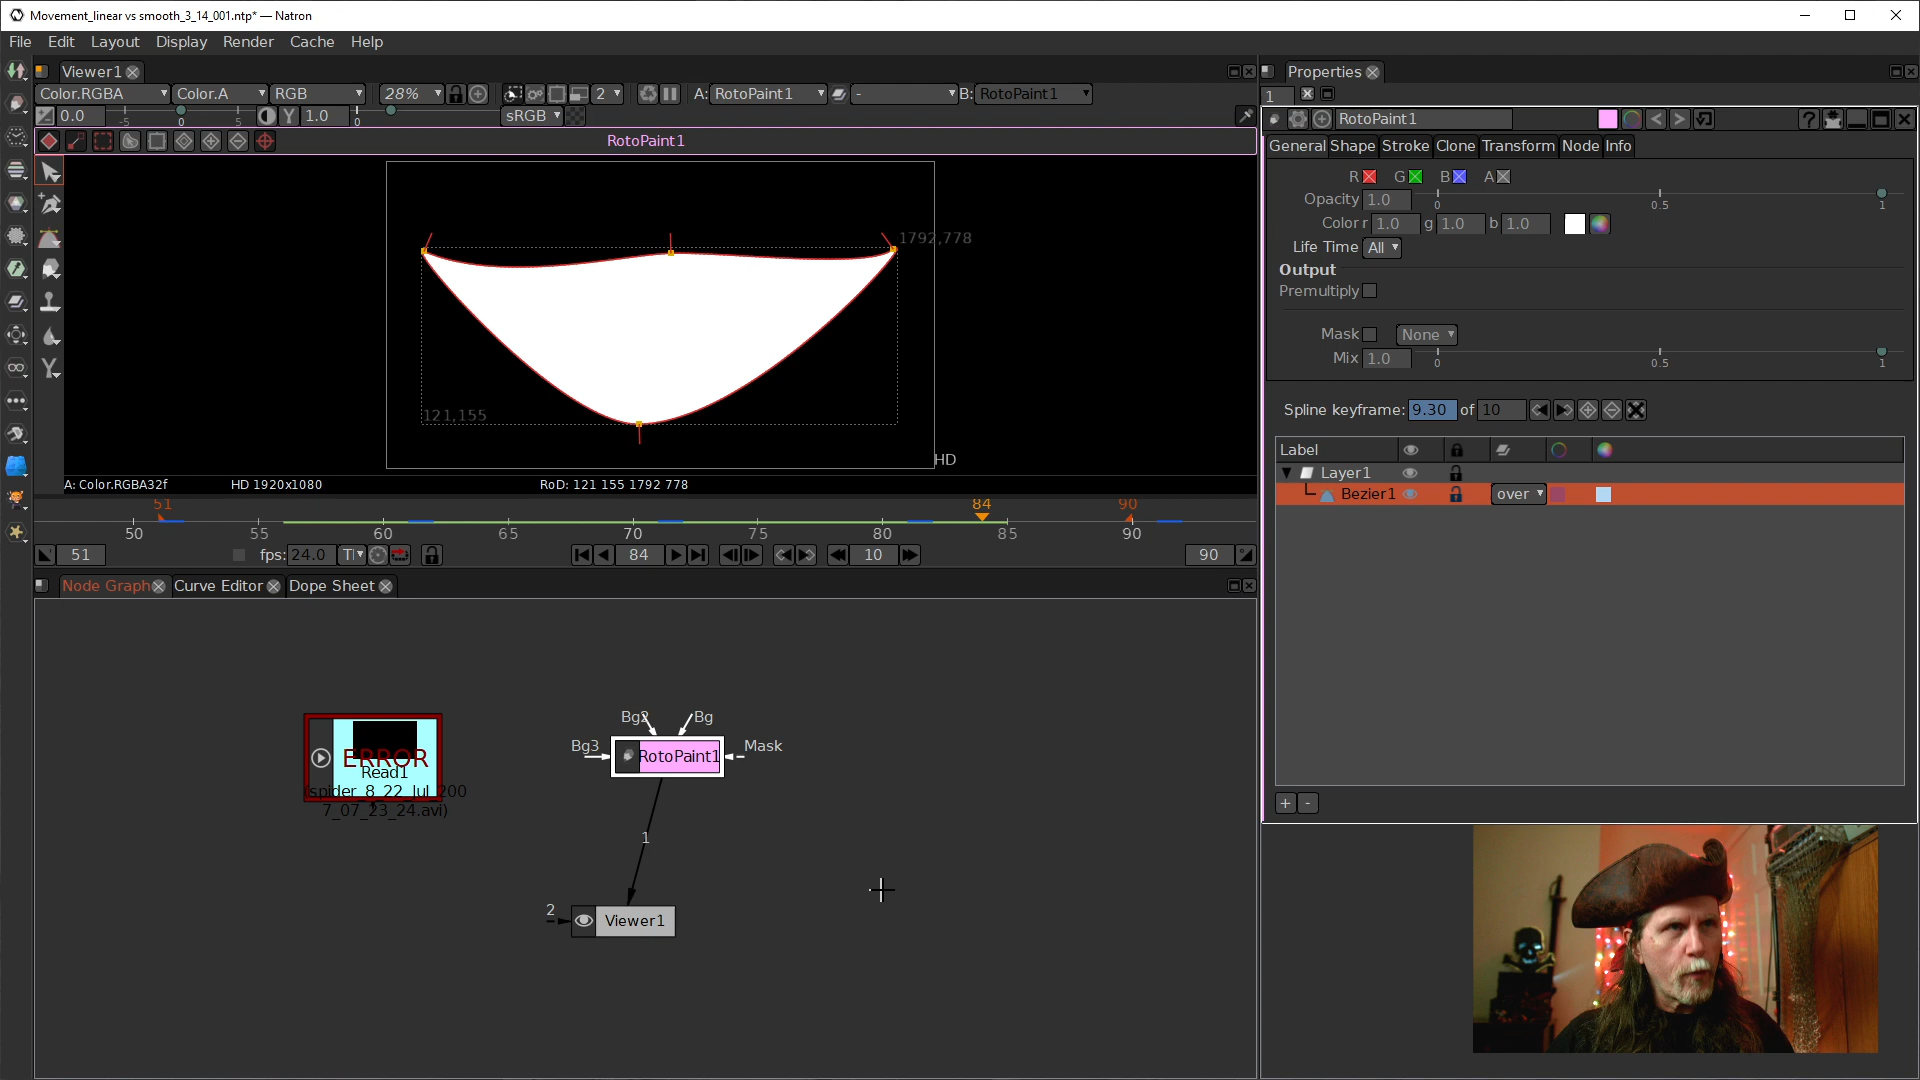 Movement_linear vs smooth_3_14_001.ntp* — Natron
File Edit Layout Display Render Cache Help
Viewer1
Color.RGBA Color.A RGB 28% 2 A: RotoPaint1 - B: RotoPaint1
0.0 -5 0 5 Y 1.0 0 sRGB
RotoPaint1
1792,778
121,155
HD
A: Color.RGBA32f HD 1920x1080 RoD: 121 155 1792 778
51 84 90
50 55 60 65 70 75 80 85 90
51 fps: 24.0 84 10 90
Node Graph Curve Editor Dope Sheet
ERROR
Read1
(spider_8_22_Jul_200
7_07_23_24.avi)
Bg2 Bg
Bg3 RotoPaint1 Mask
1
2 Viewer1
Properties
1
RotoPaint1 < > ?
General Shape Stroke Clone Transform Node Info
R G B A
Opacity 1.0 0 0.5 1
Color r 1.0 g 1.0 b 1.0
Life Time All
Output
Premultiply
Mask None
Mix 1.0 0 0.5 1
Spline keyframe: 9.30 of 10
Label
Layer1
Bezier1 over
+ -